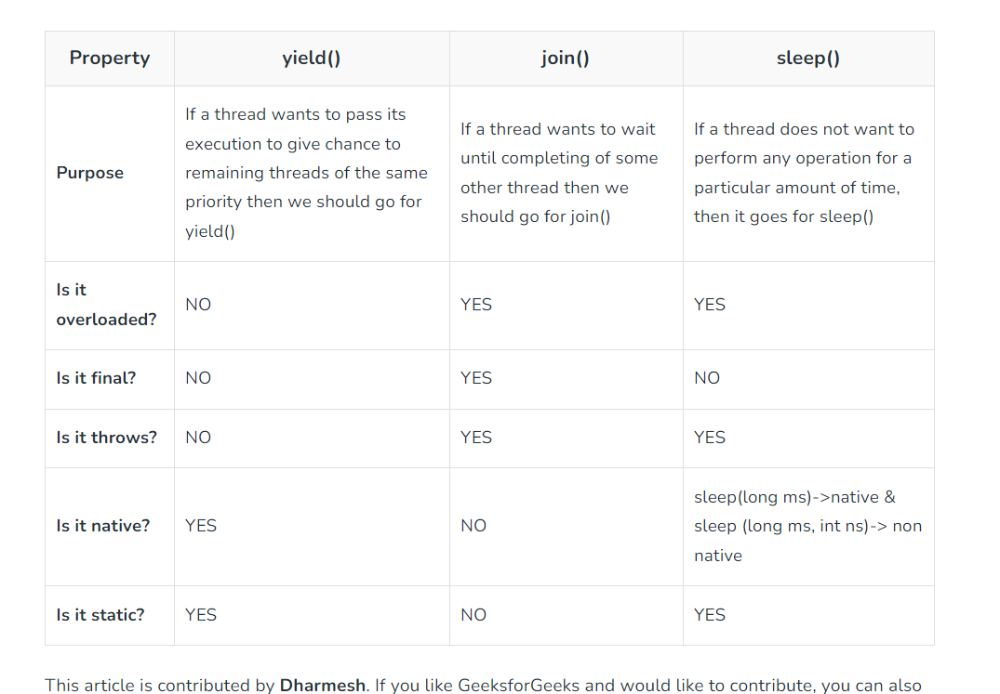 Property yield() join() sleep()
Purpose
If a thread wants to pass its
execution to give chance to
remaining threads of the same
priority then we should go for
yield()
If a thread wants to wait
until completing of some
other thread then we
should go for join()
If a thread does not want to
perform any operation for a
particular amount of time,
then it goes for sleep()
Is it
overloaded?
NO
YES
YES
Is it final? NO YES NO
Is it throws? NO YES YES
Is it native? YES NO
sleep(long ms)->native &
sleep (long ms, int ns)-> non
native
Is it static? YES NO YES
This article is contributed by Dharmesh. If you like GeeksforGeeks and would like to contribute, you can also